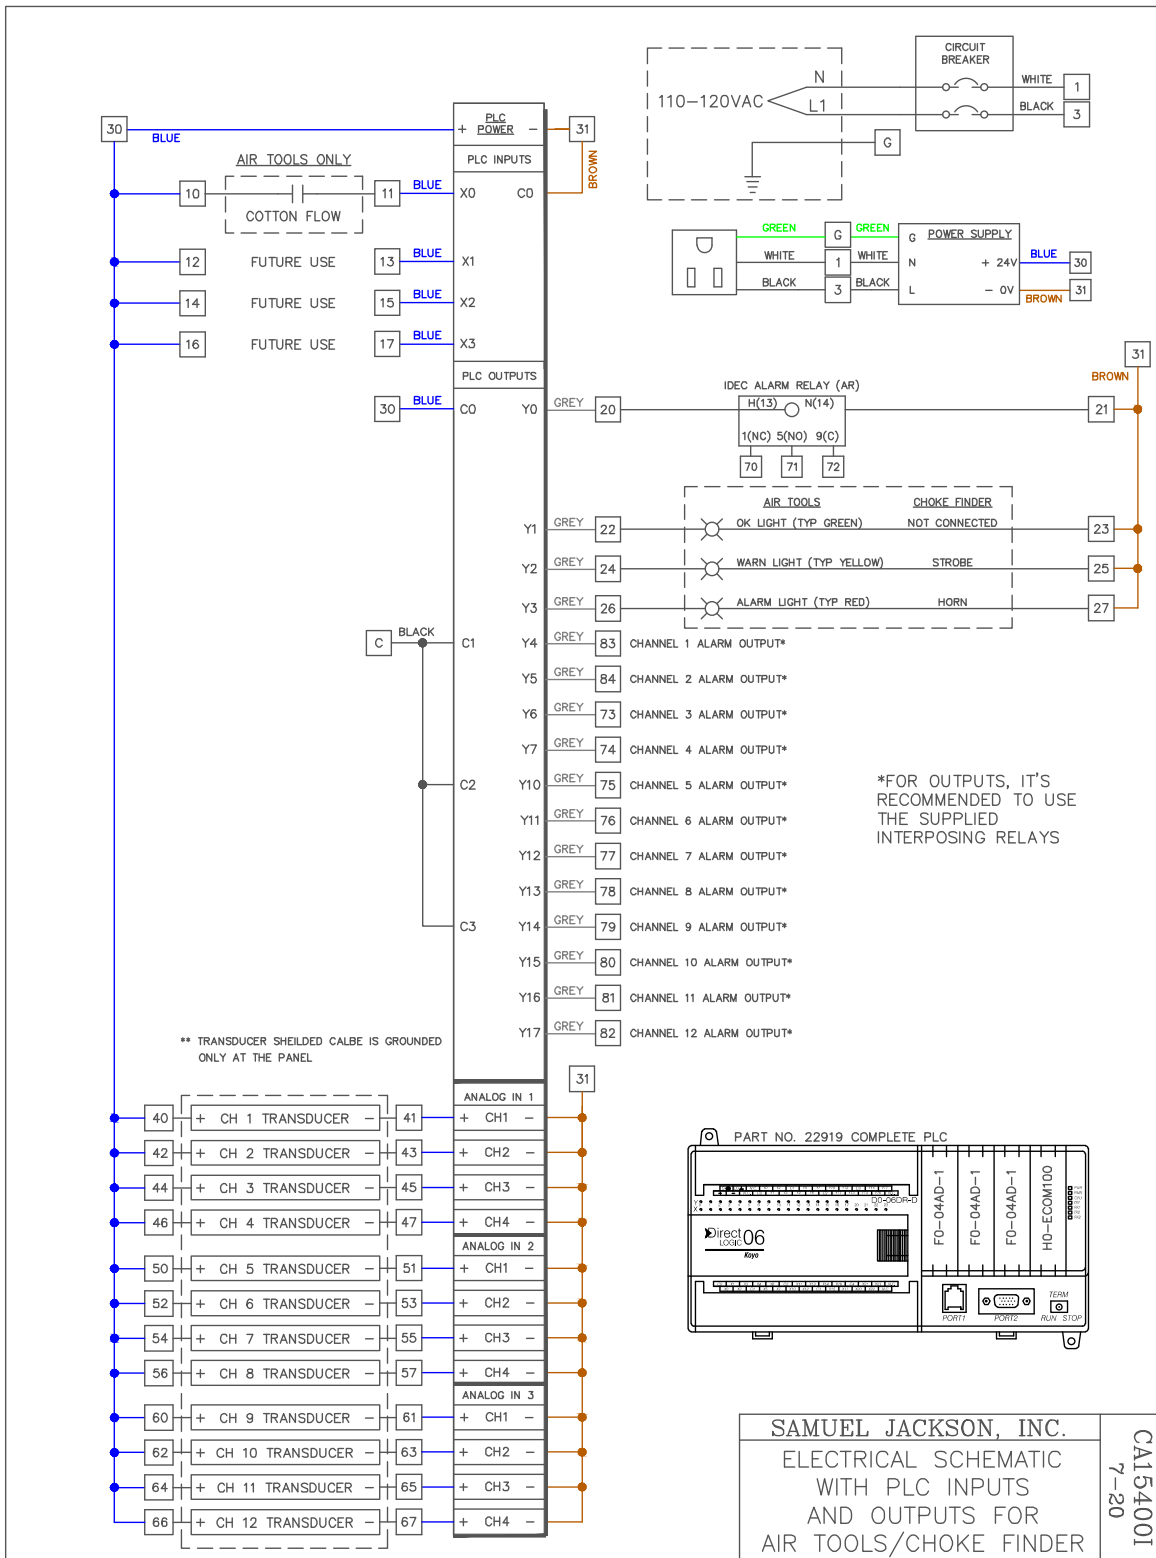 CIRCUIT
BREAKER
110-120VAC
N
L1
WHITE
1
BLACK
3
G
30
BLUE
+ PLC POWER -
31
BROWN
AIR TOOLS ONLY
PLC INPUTS
10
COTTON FLOW
11
BLUE
X0
C0
12
FUTURE USE
13
BLUE
X1
14
FUTURE USE
15
BLUE
X2
16
FUTURE USE
17
BLUE
X3
GREEN
G
GREEN
G
POWER SUPPLY
WHITE
1
WHITE
N
+ 24V
BLUE
30
BLACK
3
BLACK
L
- 0V
BROWN
31
31
BROWN
PLC OUTPUTS
30
BLUE
C0
Y0
GREY
20
IDEC ALARM RELAY (AR)
H(13)
N(14)
1(NC) 5(NO) 9(C)
70
71
72
21
AIR TOOLS
CHOKE FINDER
Y1
GREY
22
OK LIGHT (TYP GREEN)
NOT CONNECTED
23
Y2
GREY
24
WARN LIGHT (TYP YELLOW)
STROBE
25
Y3
GREY
26
ALARM LIGHT (TYP RED)
HORN
27
C
BLACK
C1
Y4
GREY
83
CHANNEL 1 ALARM OUTPUT*
Y5
GREY
84
CHANNEL 2 ALARM OUTPUT*
Y6
GREY
73
CHANNEL 3 ALARM OUTPUT*
Y7
GREY
74
CHANNEL 4 ALARM OUTPUT*
C2
Y10
GREY
75
CHANNEL 5 ALARM OUTPUT*
Y11
GREY
76
CHANNEL 6 ALARM OUTPUT*
Y12
GREY
77
CHANNEL 7 ALARM OUTPUT*
Y13
GREY
78
CHANNEL 8 ALARM OUTPUT*
C3
Y14
GREY
79
CHANNEL 9 ALARM OUTPUT*
Y15
GREY
80
CHANNEL 10 ALARM OUTPUT*
Y16
GREY
81
CHANNEL 11 ALARM OUTPUT*
Y17
GREY
82
CHANNEL 12 ALARM OUTPUT*
*FOR OUTPUTS, IT'S
RECOMMENDED TO USE
THE SUPPLIED
INTERPOSING RELAYS
** TRANSDUCER SHEILDED CALBE IS GROUNDED
ONLY AT THE PANEL
31
ANALOG IN 1
40
+ CH 1 TRANSDUCER -
41
+ CH1 -
42
+ CH 2 TRANSDUCER -
43
+ CH2 -
44
+ CH 3 TRANSDUCER -
45
+ CH3 -
46
+ CH 4 TRANSDUCER -
47
+ CH4 -
ANALOG IN 2
50
+ CH 5 TRANSDUCER -
51
+ CH1 -
52
+ CH 6 TRANSDUCER -
53
+ CH2 -
54
+ CH 7 TRANSDUCER -
55
+ CH3 -
56
+ CH 8 TRANSDUCER -
57
+ CH4 -
ANALOG IN 3
60
+ CH 9 TRANSDUCER -
61
+ CH1 -
62
+ CH 10 TRANSDUCER -
63
+ CH2 -
64
+ CH 11 TRANSDUCER -
65
+ CH3 -
66
+ CH 12 TRANSDUCER -
67
+ CH4 -
PART NO. 22919 COMPLETE PLC
D0-06DR-D
Y
X
Direct
LOGIC 06
Koyo
F0-04AD-1
F0-04AD-1
F0-04AD-1
H0-ECOM100
PORT1
PORT2
TERM
RUN STOP
SAMUEL JACKSON, INC.
ELECTRICAL SCHEMATIC
WITH PLC INPUTS
AND OUTPUTS FOR
AIR TOOLS/CHOKE FINDER
CA15400I
7-20